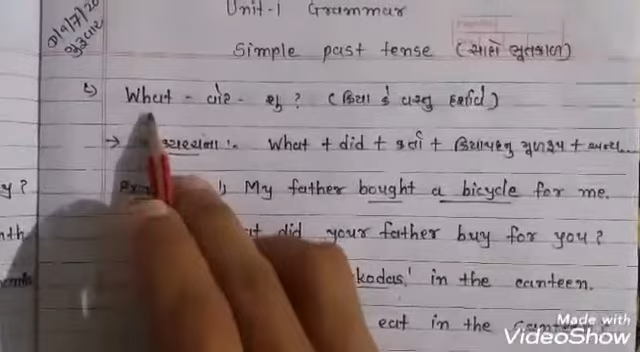 Unit-1 Grammar
Simple past tense (સાદો ભૂતકાળ)
ગુરૂવાર
What - વોટ - શુ? (ક્રિયા કે વસ્તુ દર્શાવે)
→ What + did + કર્તા + ક્રિયાપદનુ મૂળરૂપ + અન્ય...
1, My father bought a bicycle for me.
did your father buy for you?
y?
nth
kodas' in the canteen.
eat in the canteen?
Made with
VideoShow